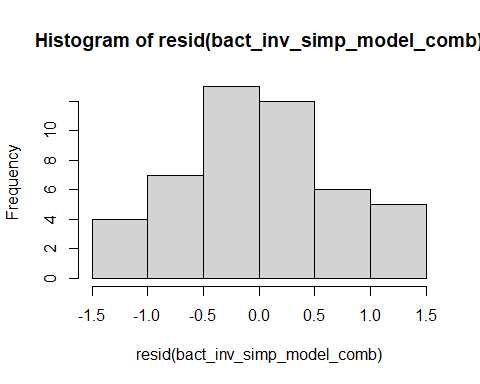 Histogram of resid(bact_inv_simp_model_comb)
Frequency
10
8
6
4
2
0
-1.5 -1.0 -0.5 0.0 0.5 1.0 1.5
resid(bact_inv_simp_model_comb)